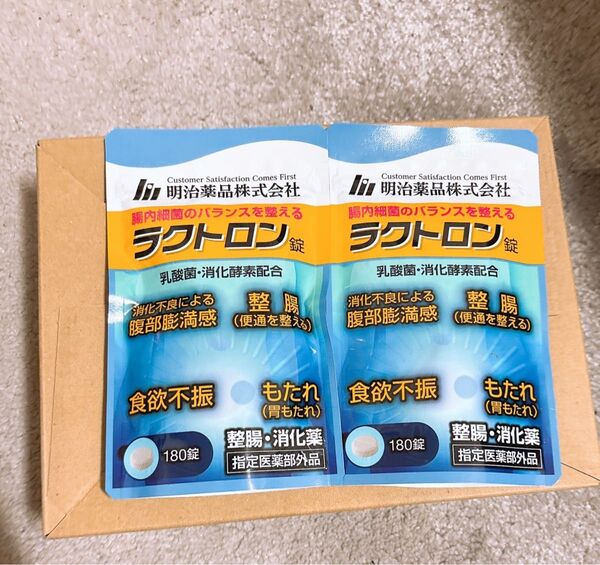 Customer Satisfaction Comes First
明治薬品株式会社
腸内細菌のバランスを整える
ラクトロン錠
乳酸菌・消化酵素配合
消化不良による
腹部膨満感
整腸
(便通を整える)
食欲不振
もたれ
(胃もたれ)
180錠
整腸・消化薬
指定医薬部外品
Customer Satisfaction Comes First
明治薬品株式会社
腸内細菌のバランスを整える
ラクトロン錠
乳酸菌・消化酵素配合
消化不良による
腹部膨満感
整腸
(便通を整える)
食欲不振
もたれ
(胃もたれ)
180錠
整腸・消化薬
指定医薬部外品